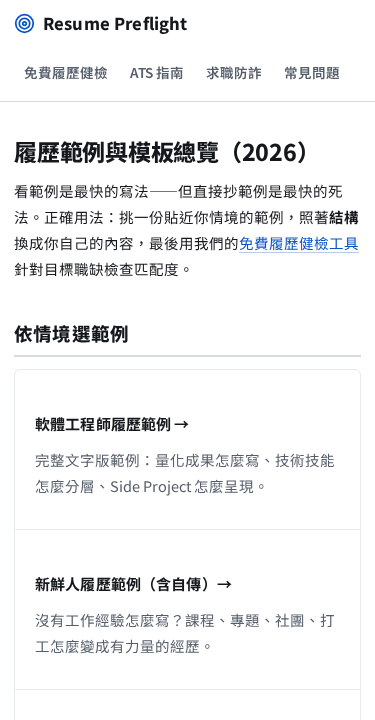 Resume Preflight
免費履歷健檢 ATS 指南 求職防詐 常見問題
履歷範例與模板總覽（2026）
看範例是最快的寫法——但直接抄範例是最快的死
法。正確用法：挑一份貼近你情境的範例，照著結構
換成你自己的內容，最後用我們的免費履歷健檢工具
針對目標職缺檢查匹配度。
依情境選範例
軟體工程師履歷範例 →
完整文字版範例：量化成果怎麼寫、技術技能
怎麼分層、Side Project 怎麼呈現。
新鮮人履歷範例（含自傳）→
沒有工作經驗怎麼寫？課程、專題、社團、打
工怎麼變成有力量的經歷。